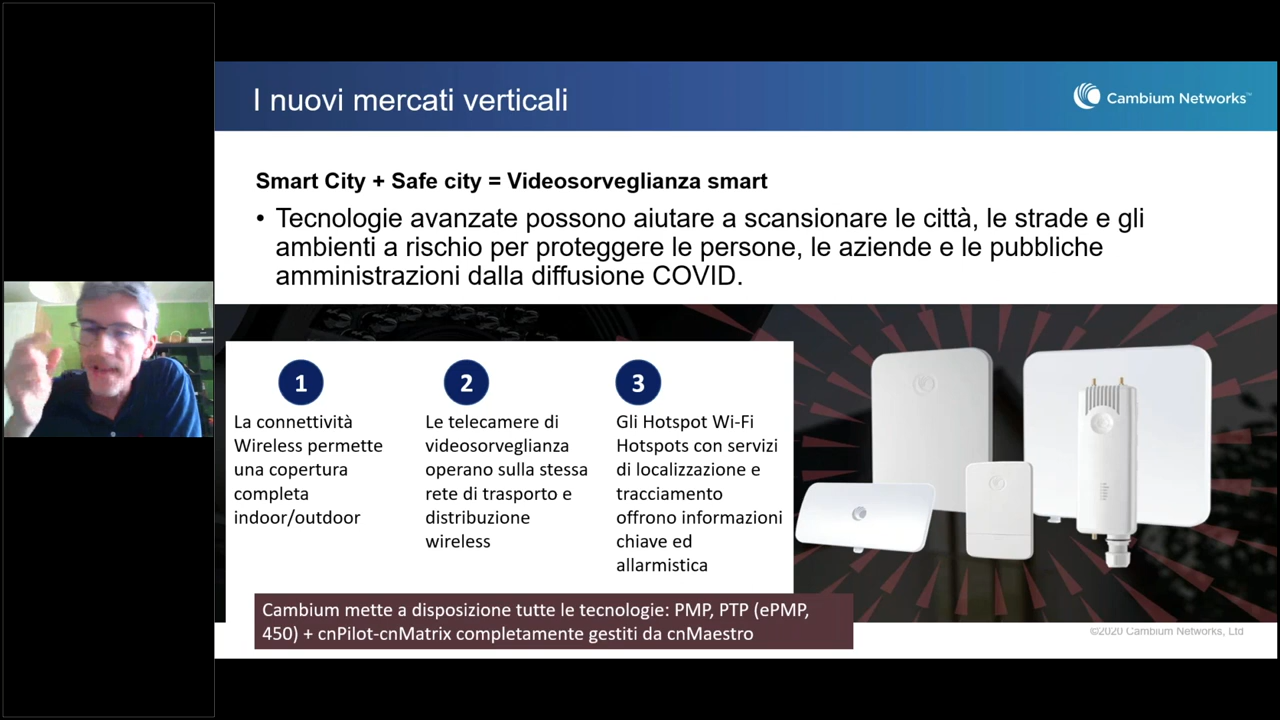 I nuovi mercati verticali
Cambium Networks™
Smart City + Safe city = Videosorveglianza smart
• Tecnologie avanzate possono aiutare a scansionare le città, le strade e gli
ambienti a rischio per proteggere le persone, le aziende e le pubbliche
amministrazioni dalla diffusione COVID.
1
La connettività
Wireless permette
una copertura
completa
indoor/outdoor
2
Le telecamere di
videosorveglianza
operano sulla stessa
rete di trasporto e
distribuzione
wireless
3
Gli Hotspot Wi-Fi
Hotspots con servizi
di localizzazione e
tracciamento
offrono informazioni
chiave ed
allarmistica
Cambium mette a disposizione tutte le tecnologie: PMP, PTP (ePMP,
450) + cnPilot-cnMatrix completamente gestiti da cnMaestro
©2020 Cambium Networks, Ltd